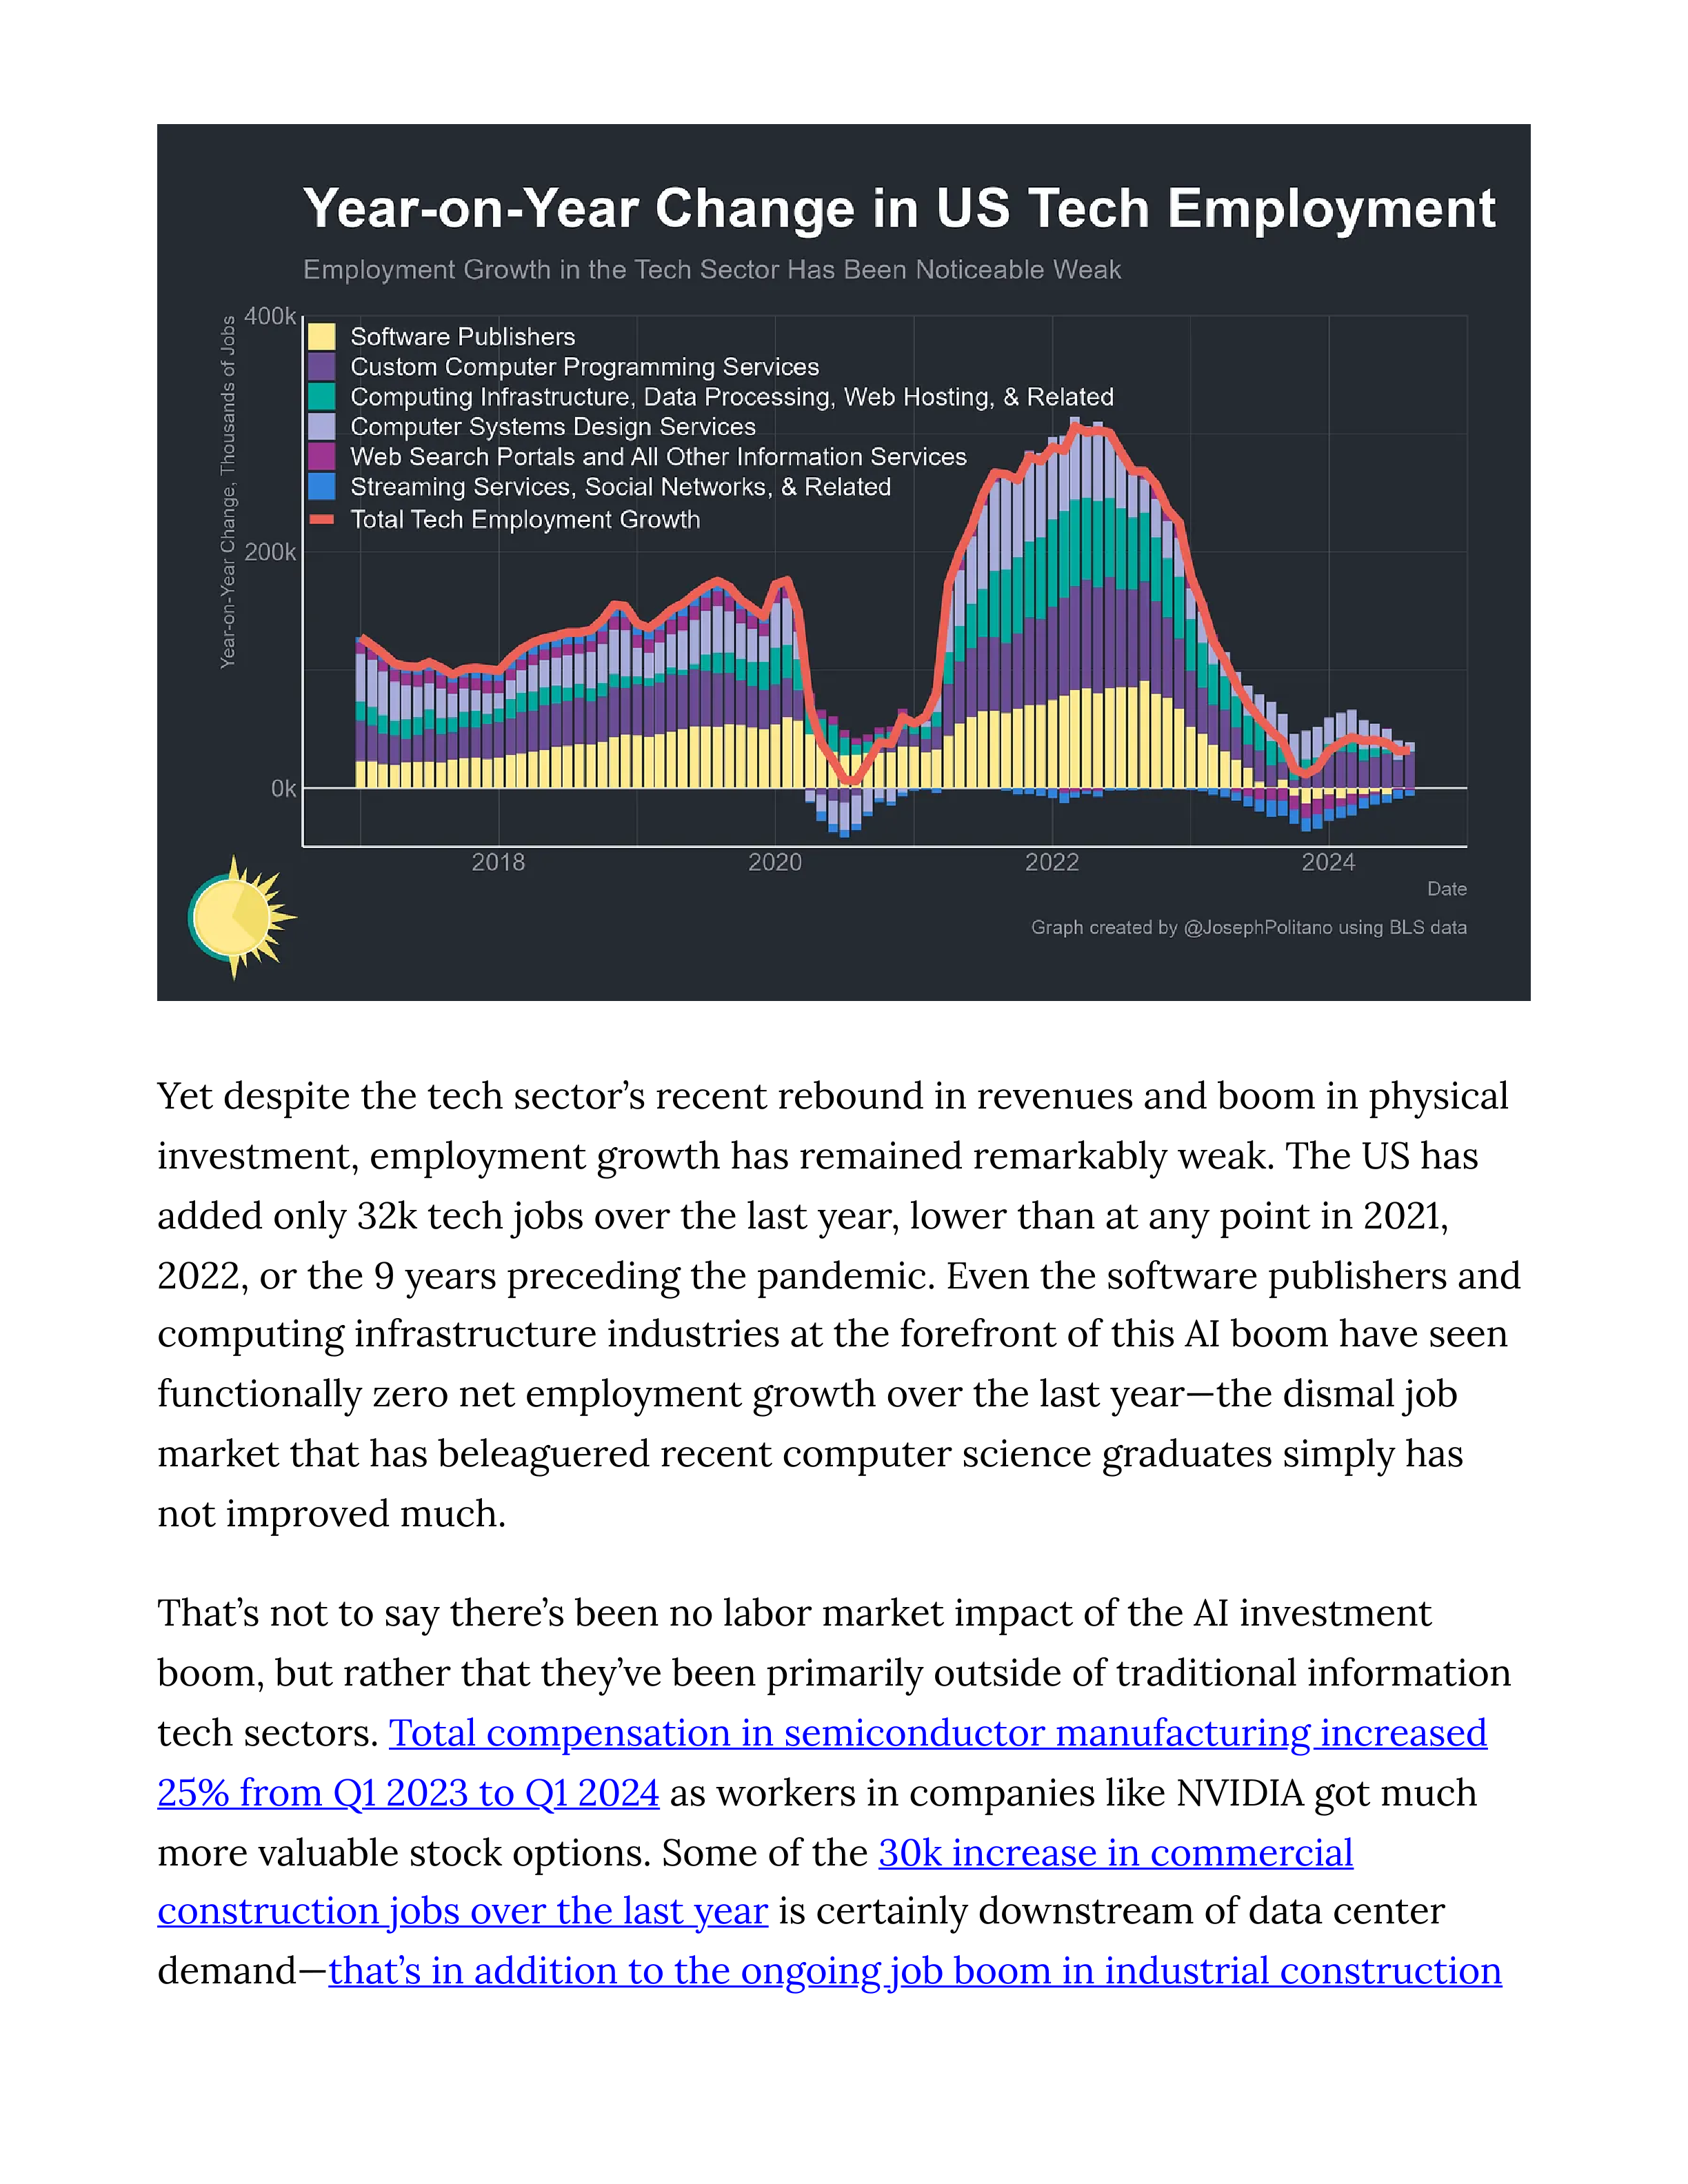 Year-on-Year Change in US Tech Employment
Employment Growth in the Tech Sector Has Been Noticeable Weak
Year-on-Year Change, Thousands of Jobs
400k
200k
0k
Software Publishers
Custom Computer Programming Services
Computing Infrastructure, Data Processing, Web Hosting, & Related
Computer Systems Design Services
Web Search Portals and All Other Information Services
Streaming Services, Social Networks, & Related
Total Tech Employment Growth
2018
2020
2022
2024
Date
Graph created by @JosephPolitano using BLS data
Yet despite the tech sector’s recent rebound in revenues and boom in physical
investment, employment growth has remained remarkably weak. The US has
added only 32k tech jobs over the last year, lower than at any point in 2021,
2022, or the 9 years preceding the pandemic. Even the software publishers and
computing infrastructure industries at the forefront of this AI boom have seen
functionally zero net employment growth over the last year—the dismal job
market that has beleaguered recent computer science graduates simply has
not improved much.
That’s not to say there’s been no labor market impact of the AI investment
boom, but rather that they’ve been primarily outside of traditional information
tech sectors. Total compensation in semiconductor manufacturing increased
25% from Q1 2023 to Q1 2024 as workers in companies like NVIDIA got much
more valuable stock options. Some of the 30k increase in commercial
construction jobs over the last year is certainly downstream of data center
demand—that’s in addition to the ongoing job boom in industrial construction